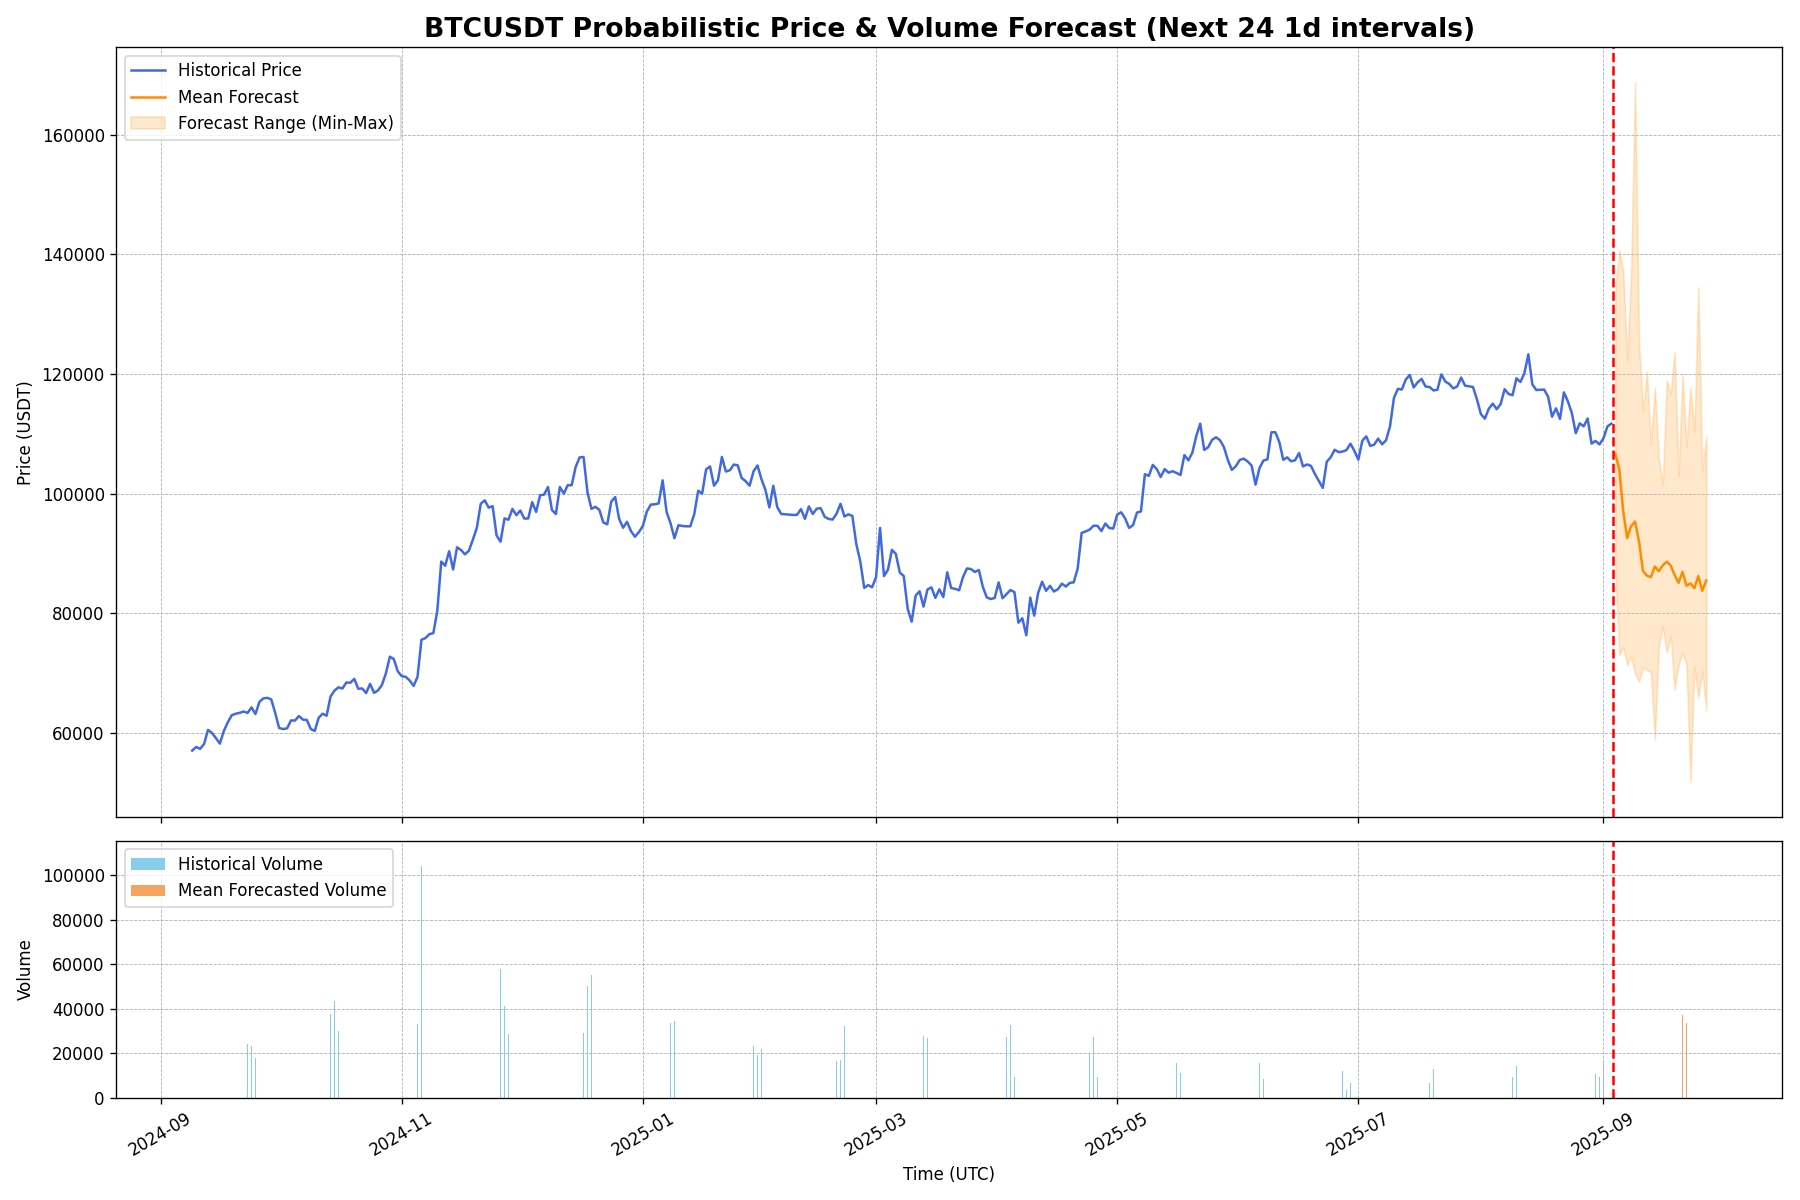 BTCUSDT Probabilistic Price & Volume Forecast (Next 24 1d intervals)
Historical Price
Mean Forecast
Forecast Range (Min-Max)
Price (USDT)
160000
140000
120000
100000
80000
60000
Historical Volume
Mean Forecasted Volume
Volume
100000
80000
60000
40000
20000
0
2024-09
2024-11
2025-01
2025-03
2025-05
2025-07
2025-09
Time (UTC)